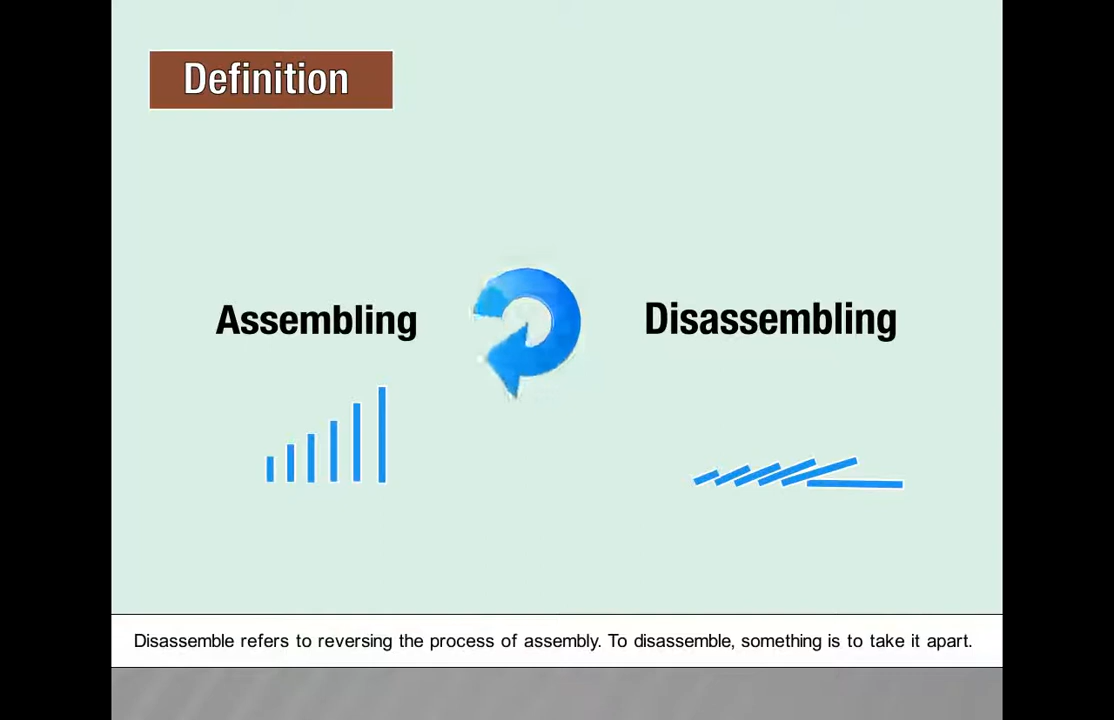 Definition
Assembling
Disassembling
Disassemble refers to reversing the process of assembly. To disassemble, something is to take it apart.